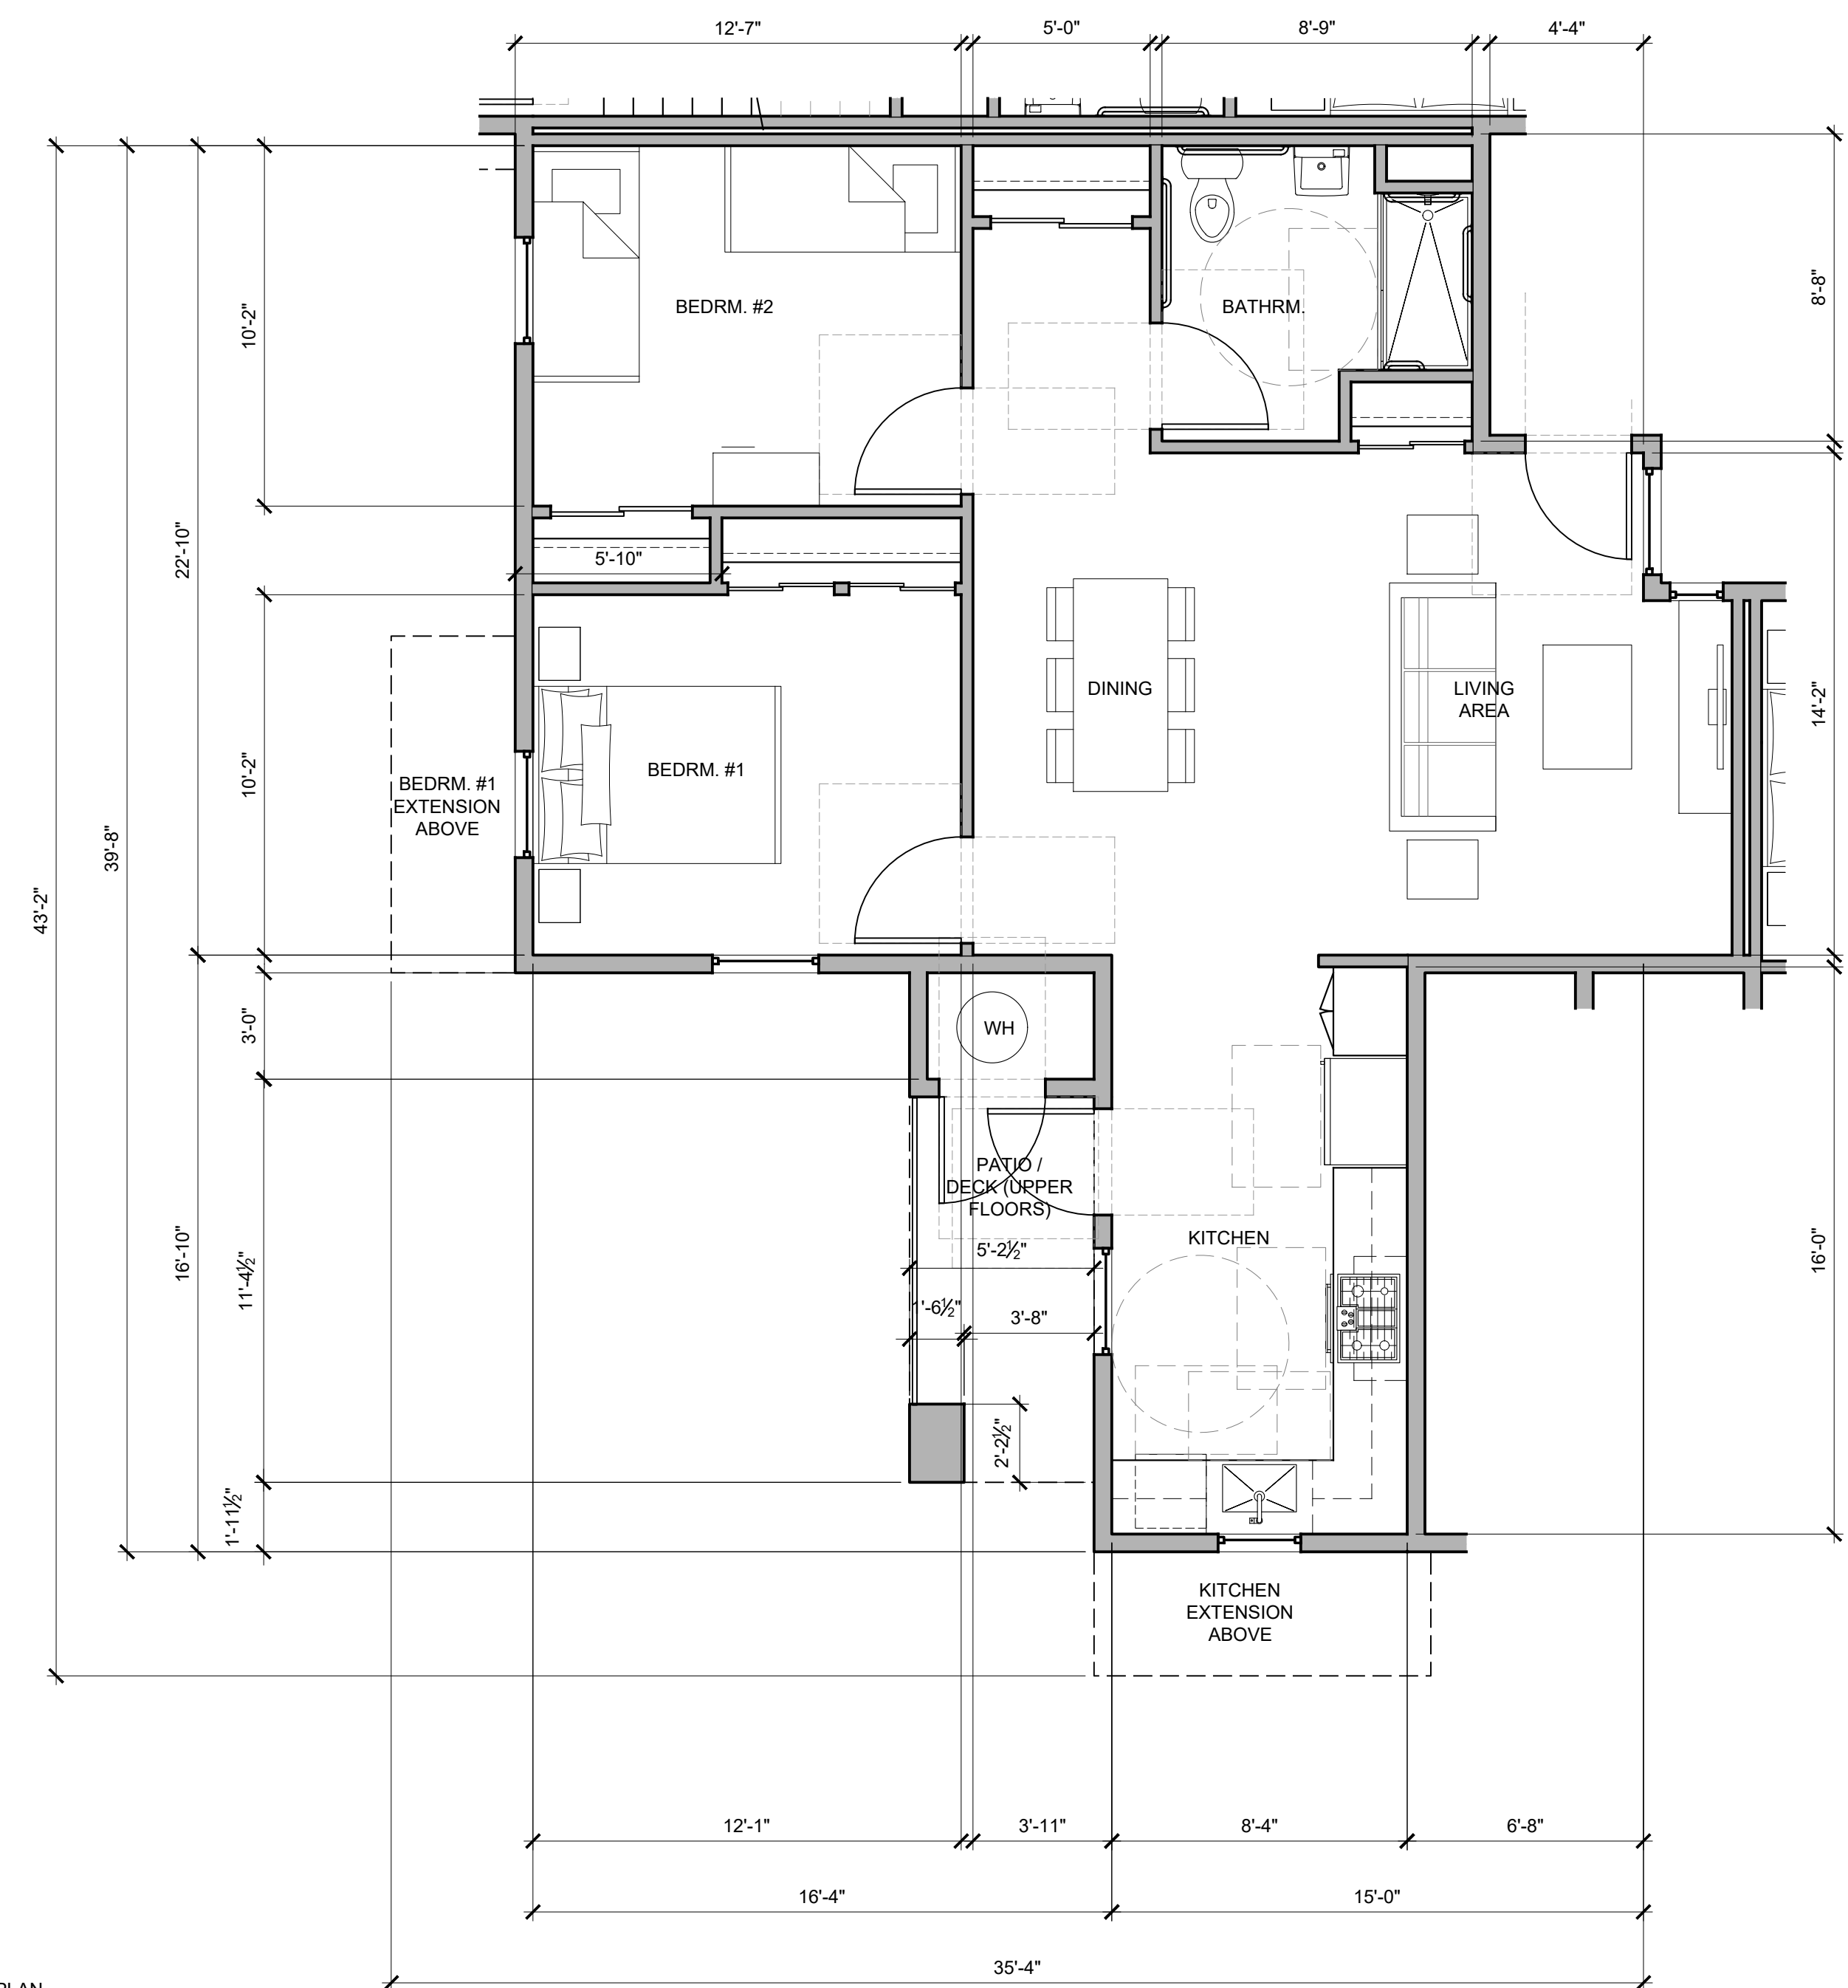 12'-7"
5'-0"
8'-9"
4'-4"
10'-2"
BEDRM. #2
BATHRM.
8'-8"
22'-10"
5'-10"
DINING
LIVING
AREA
14'-2"
10'-2"
BEDRM. #1
BEDRM. #1
EXTENSION
ABOVE
39'-8"
43'-2"
3'-0"
WH
PATIO /
DECK (UPPER
FLOORS)
KITCHEN
16'-10"
11'-4½"
5'-2½"
1'-6½"
3'-8"
16'-0"
2'-2½"
1'-11½"
KITCHEN
EXTENSION
ABOVE
12'-1"
3'-11"
8'-4"
6'-8"
16'-4"
15'-0"
35'-4"